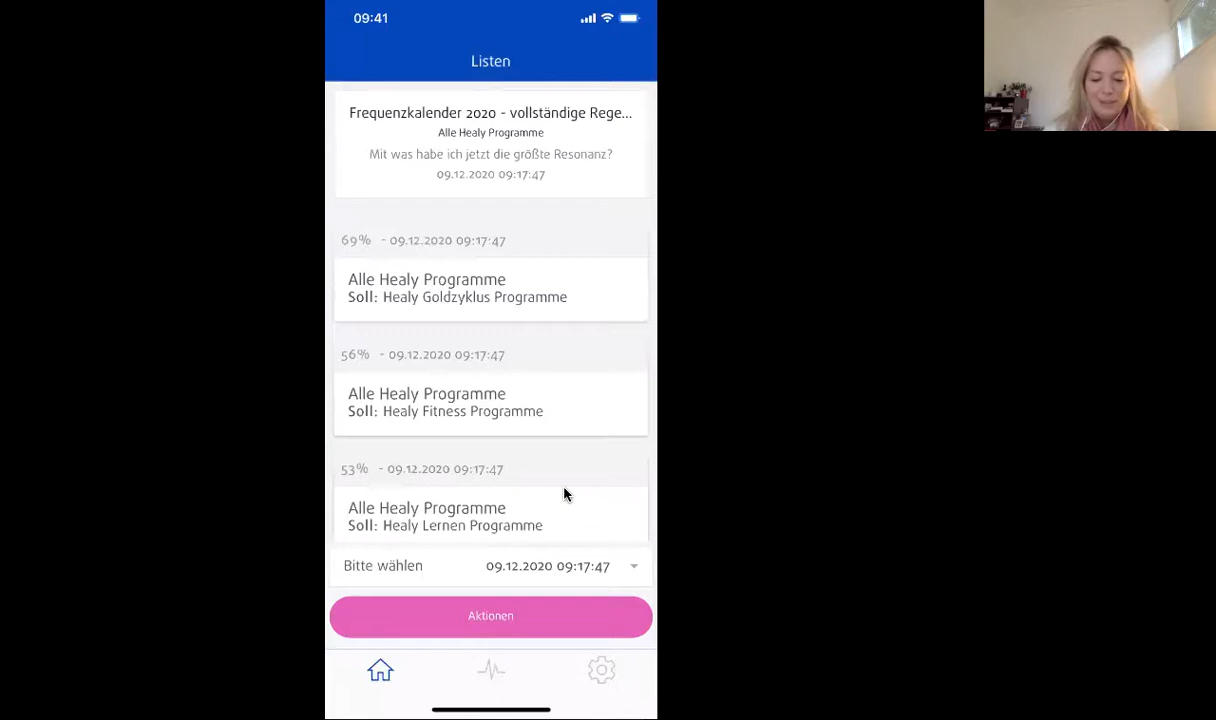 09:41
Listen
Frequenzkalender 2020 - vollständige Rege...
Alle Healy Programme
Mit was habe ich jetzt die größte Resonanz?
09.12.2020 09:17:47
69% - 09.12.2020 09:17:47
Alle Healy Programme
Soll: Healy Goldzyklus Programme
56% - 09.12.2020 09:17:47
Alle Healy Programme
Soll: Healy Fitness Programme
53% - 09.12.2020 09:17:47
Alle Healy Programme
Soll: Healy Lernen Programme
Bitte wählen 09.12.2020 09:17:47
Aktionen